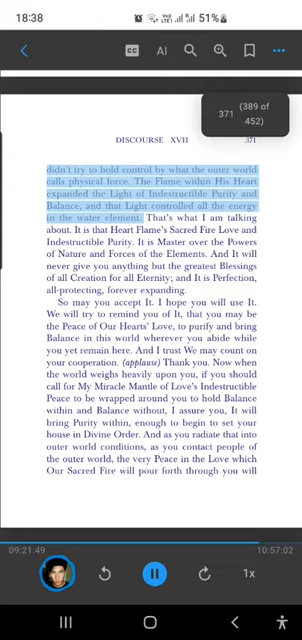 18:38
51%
CC
AI
371 (389 of
452)
DISCOURSE XVII 371
didn't try to hold control by what the outer world
calls physical force. The Flame within His Heart
expanded the Light of Indestructible Purity and
Balance, and that Light controlled all the energy
in the water element. That's what I am talking
about. It is that Heart Flame's Sacred Fire Love and
Indestructible Purity. It is Master over the Powers
of Nature and Forces of the Elements. And It will
never give you anything but the greatest Blessings
of all Creation for all Eternity; and It is Perfection,
all-protecting, forever expanding.
So may you accept It. I hope you will use It.
We will try to remind you of It, that you may be
the Peace of Our Hearts' Love, to purify and bring
Balance in this world wherever you abide while
you yet remain here. And I trust We may count on
your cooperation. (applause) Thank you. Now when
the world weighs heavily upon you, if you should
call for My Miracle Mantle of Love's Indestructible
Peace to be wrapped around you to hold Balance
within and Balance without, I assure you, It will
bring Purity within, enough to begin to set your
house in Divine Order. And as you radiate that into
outer world conditions, as you contact people of
the outer world, the very Peace in the Love which
Our Sacred Fire will pour forth through you will
09:21:49 10:57:02
1x